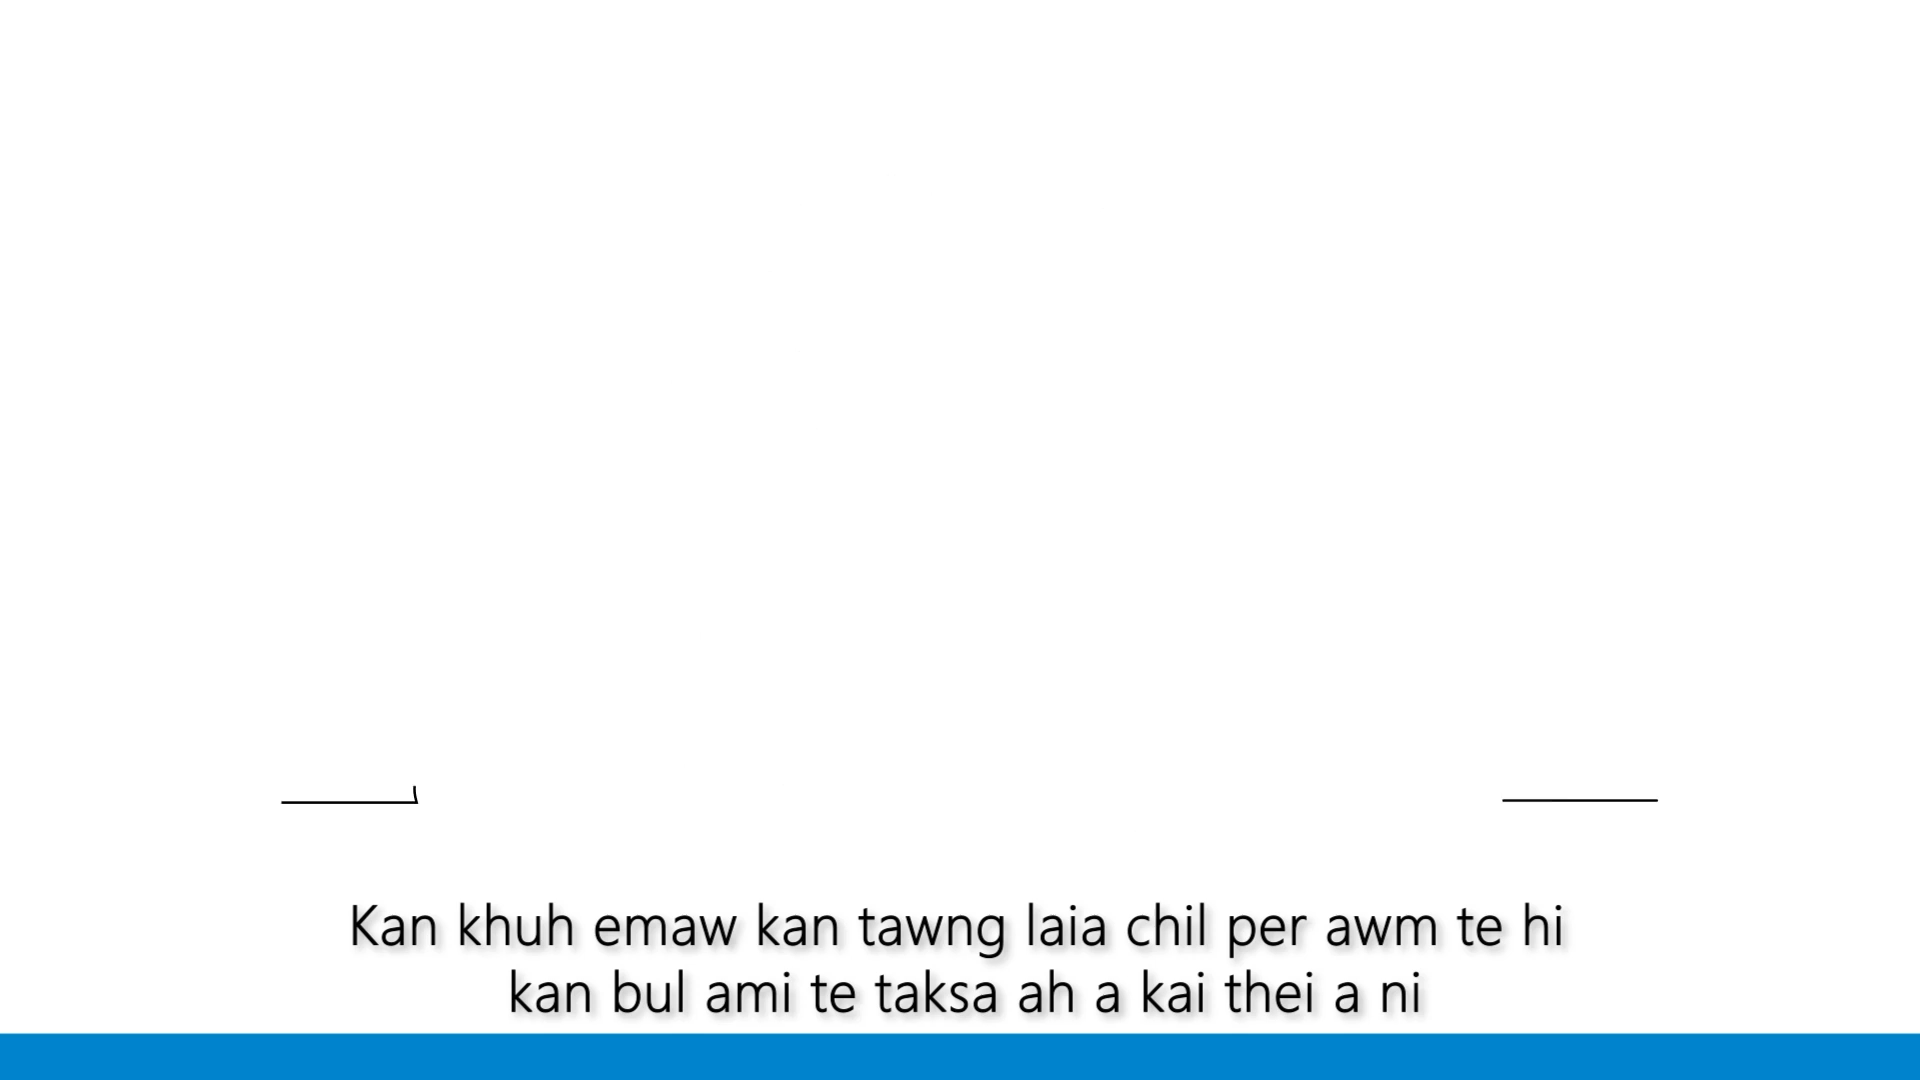 Kan khuh emaw kan tawng laia chil per awm te hi
kan bul ami te taksa ah a kai thei a ni